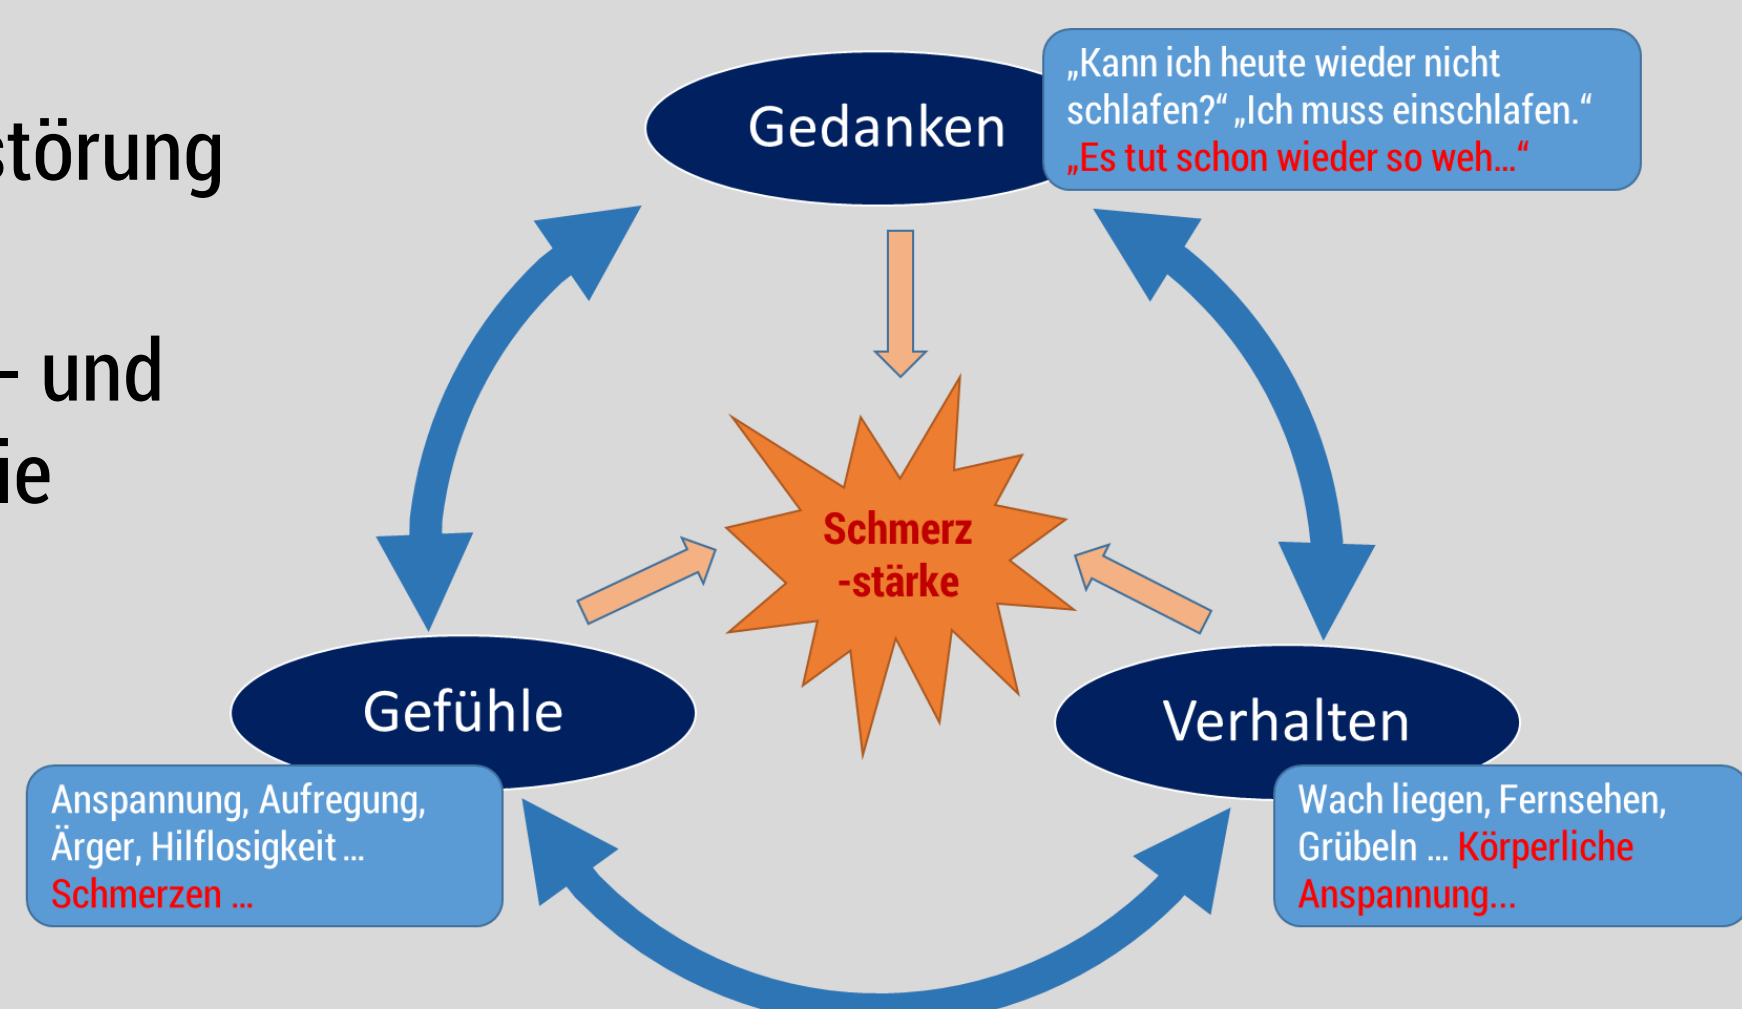 störung
- und
ie
Gedanken
„Kann ich heute wieder nicht
schlafen?“ „Ich muss einschlafen.“
„Es tut schon wieder so weh...“
Schmerz
-stärke
Gefühle
Anspannung, Aufregung,
Ärger, Hilflosigkeit ...
Schmerzen ...
Verhalten
Wach liegen, Fernsehen,
Grübeln ... Körperliche
Anspannung...